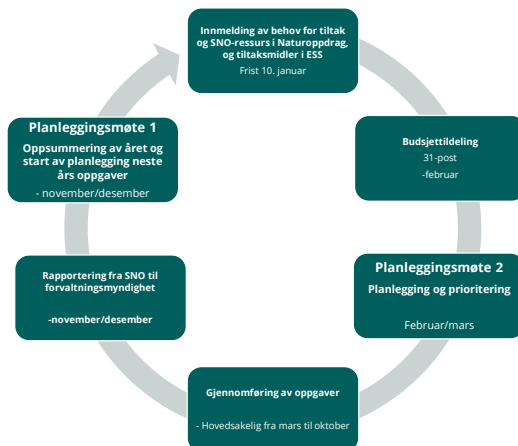 Innmelding av behov for tiltak
og SNO-ressurs i Naturoppdrag,
og tiltaksmidler i ESS
Frist 10. januar
Budsjettildeling
31-post
-februar
Planleggingsmøte 2
Planlegging og prioritering
Februar/mars
Gjennomføring av oppgaver
- Hovedsakelig fra mars til oktober
Rapportering fra SNO til
forvaltningsmyndighet
-november/desember
Planleggingsmøte 1
Oppsummering av året og
start av planlegging neste
års oppgaver
- november/desember